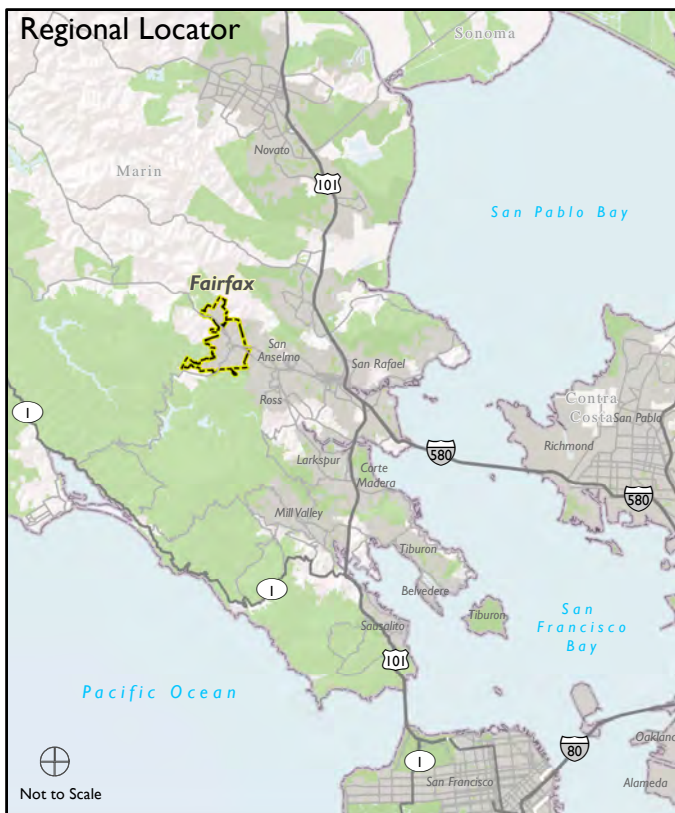 Regional Locator
Sonoma
Novato
Marin
101
San Pablo Bay
Fairfax
San
Anselmo
San Rafael
Contra
Costa
San Pablo
Ross
1
Richmond
580
Larkspur
Corte
Madera
580
Mill Valley
Tiburon
1
Belvedere
Tiburon
San
Francisco
Bay
Sausalito
101
Pacific Ocean
80
Oakland
1
San Francisco
Alameda
Not to Scale